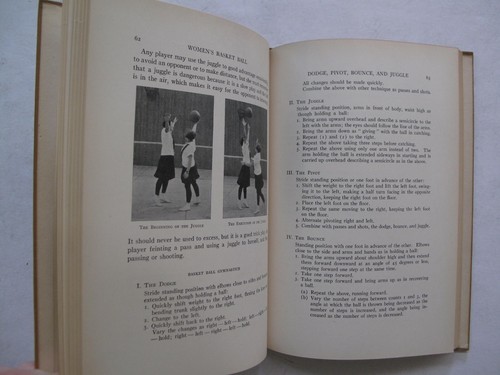 62
WOMEN'S BASKET BALL
Any player may use the juggle to good advantage
to avoid an opponent or to make distance, but she
that a juggle is dangerous because it is a slow play
is in the air, which makes it easy for the opponent to
THE BEGINNING OF THE JUGGLE
THE EXECUTION OF THE
It should never be used to excess, but it is a good
player feinting a pass and using a juggle to
passing or shooting.
BASKET BALL GYMNASTICS
I. THE DODGE
Stride standing position with elbows close to sides and
extended as though holding a ball:
1. Quickly shift weight to the right foot,
bending trunk slightly to the right.
2. Change to the left.
3. Quickly shift back to the right.
Vary the changes as right — left — hold; right — left —
— hold; right — left — right — left — hold!
DODGE, PIVOT, BOUNCE, AND JUGGLE
63
All changes should be made quickly.
Combine the above with other technique as passes and shots.
II. THE JUGGLE
Stride standing position, arms in front of body, waist high as
though holding a ball:
1. Bring arms upward overhead and describe a semicircle to the
left with the arms; the eyes should follow the line of the arms.
2. Bring the arms down as "giving" with the ball in catching.
3. Repeat (1) and (2) to the right.
4. Repeat the above taking three steps before catching.
5. Repeat the above using only one arm instead of two. The
arm holding the ball is extended sideways in starting and is
carried up overhead describing a semicircle as in the above.
III. THE PIVOT
Stride standing position or one foot in advance of the other:
1. Shift the weight to the right foot and lift the left foot, swing-
ing it to the left, making a half turn facing in the opposite
direction, keeping the right foot on the floor.
2. Place the left foot on the floor.
3. Repeat the same moving to the right, keeping the left foot
on the floor.
4. Alternate pivoting right and left.
5. Combine with passes and shots, the dodge, bounce, and juggle.
IV. THE BOUNCE
Standing position with one foot in advance of the other. Elbows
close to the side and arms and hands as in holding a ball:
1. Bring the arms upward about shoulder high and then extend
them forward downward at an angle of 45 degrees or less,
stepping forward one step at the same time.
2. Take one step forward.
3. Take one step forward and bring arms up as in recovering
a ball.
(a) Repeat the above, running forward.
(b) Vary the number of steps between counts 1 and 3, the
angle at which the ball is thrown being decreased as the
number of steps is increased, and the angle being increased
as the number of steps is decreased.